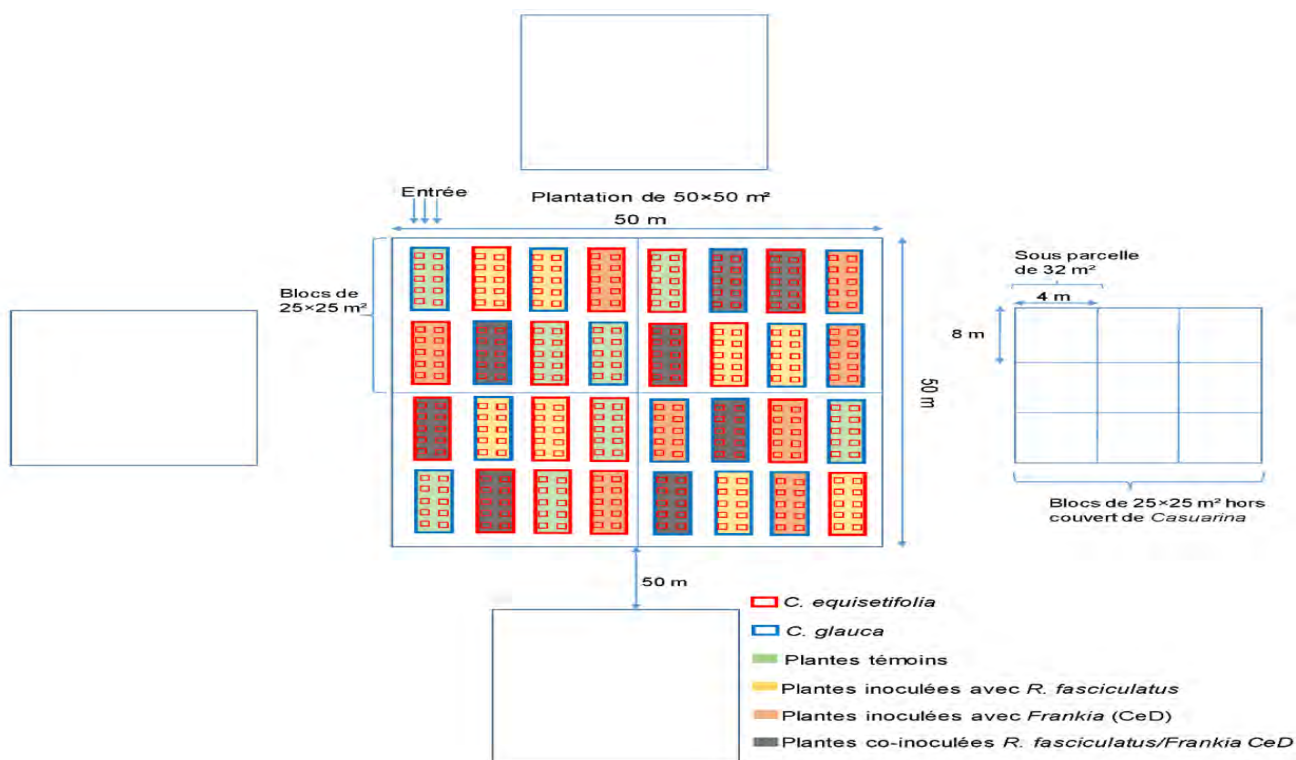 Entrée
Plantation de 50×50 m²
50 m
Blocs de
25×25 m²
50 m
Sous parcelle
de 32 m²
4 m
8 m
Blocs de 25×25 m² hors
couvert de Casuarina
50 m
C. equisetifolia
C. glauca
Plantes témoins
Plantes inoculées avec R. fasciculatus
Plantes inoculées avec Frankia (CeD)
Plantes co-inoculées R. fasciculatus/Frankia CeD